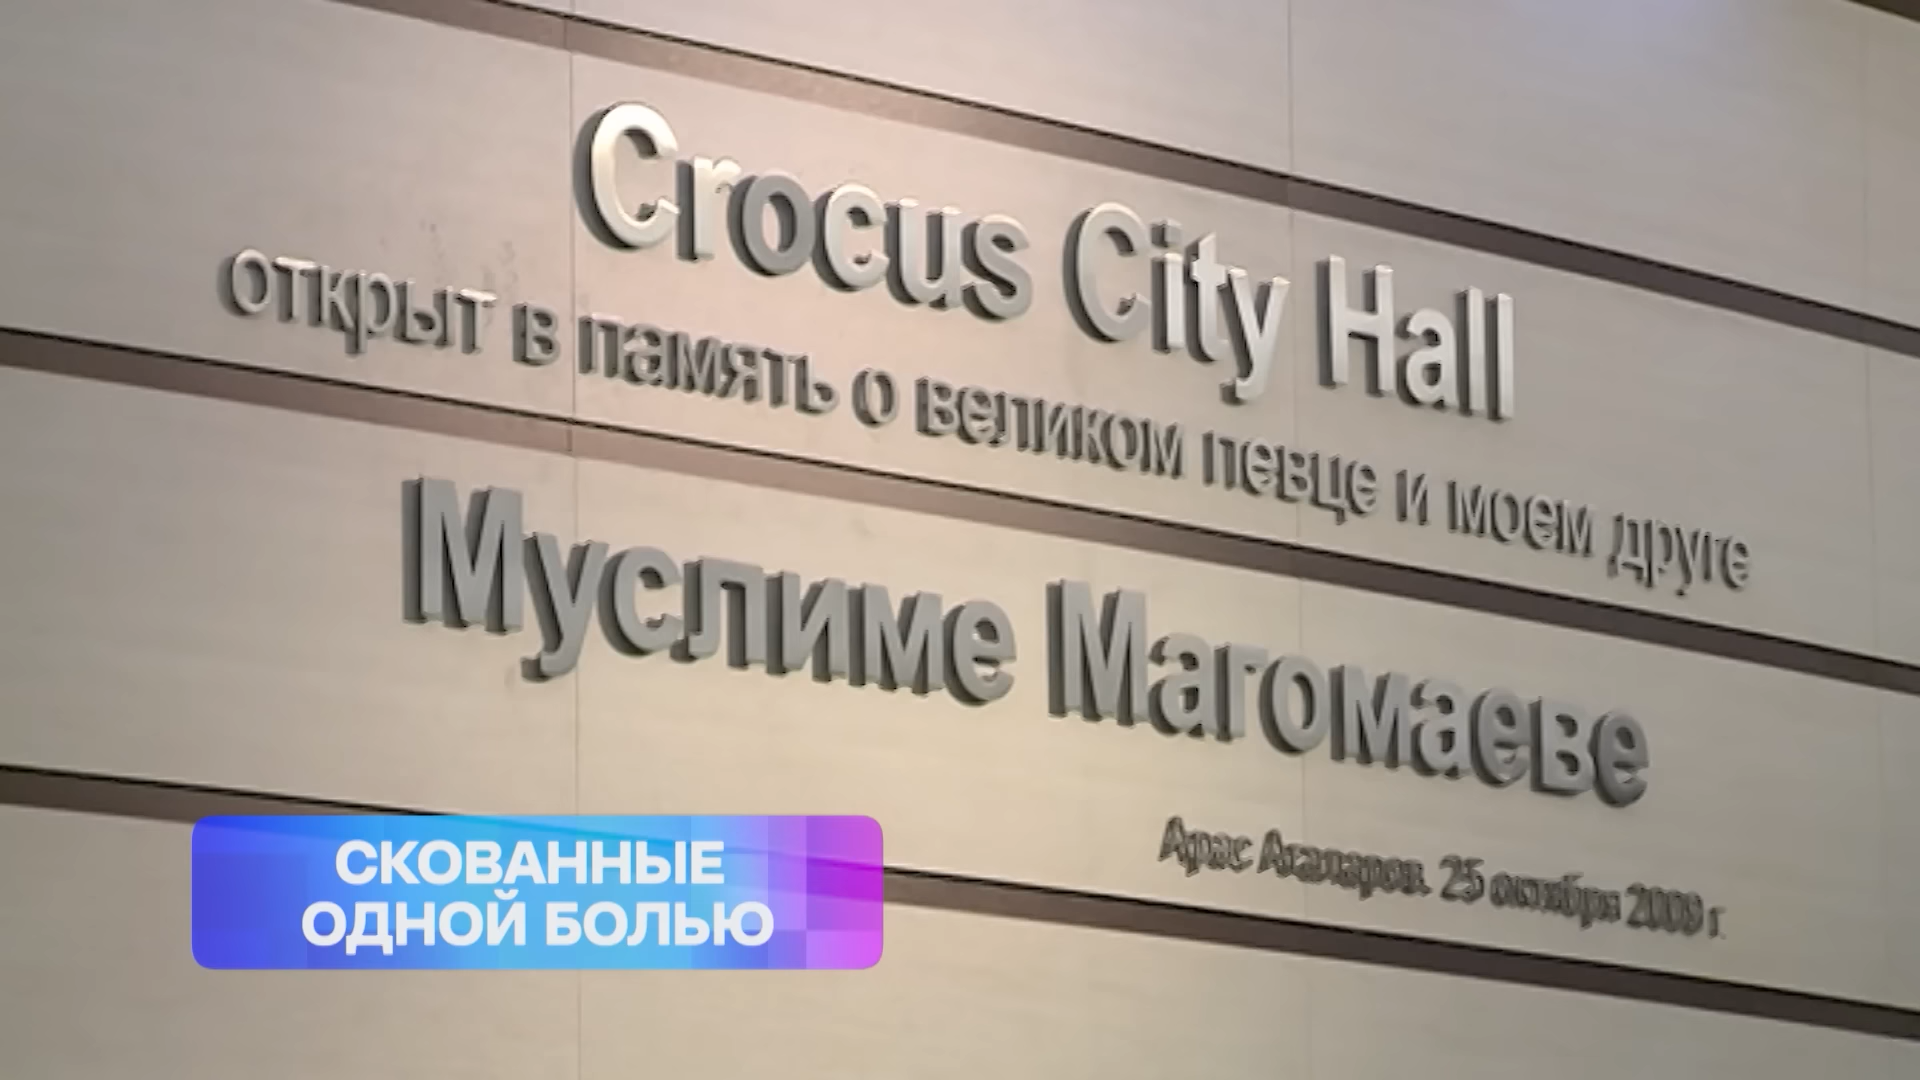 Crocus City Hall
открыт в память о великом певце и моем друге
Муслиме Магомаеве
Арас Агаларов. 25 октября 2009 г.
СКОВАННЫЕ
ОДНОЙ БОЛЬЮ